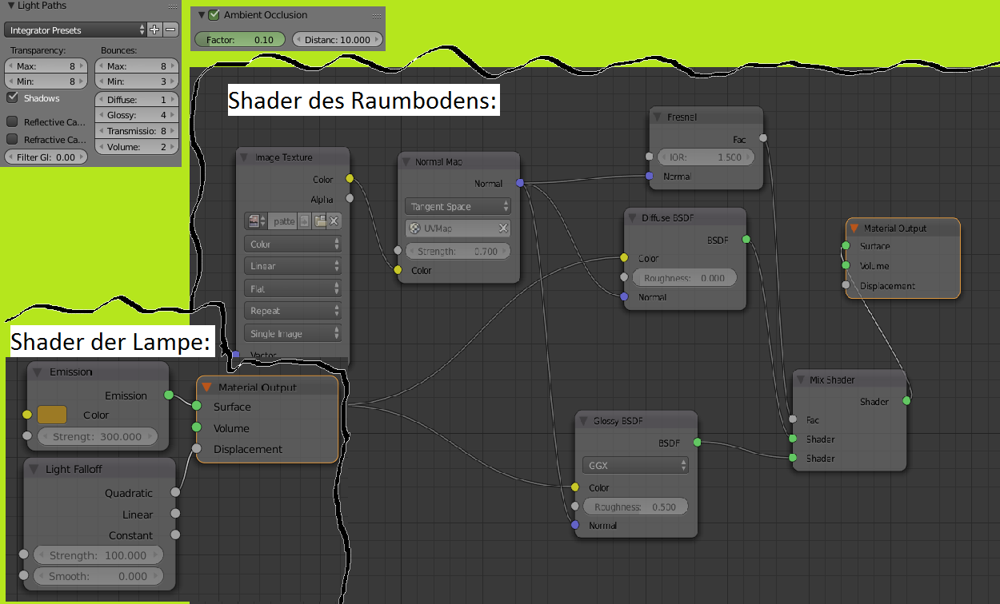 Light Paths
Integrator Presets
Transparency:
Bounces:
Max: 8
Max: 8
Min: 8
Min: 3
Shadows
Diffuse: 1
Glossy: 4
Reflective Ca...
Transmissio: 8
Refractive Ca...
Volume: 2
Filter Gl: 0.00
Ambient Occlusion
Factor: 0.10
Distanc: 10.000
Shader des Raumbodens:
Image Texture
Color
Alpha
patte
Color
Linear
Flat
Repeat
Single Image
Vector
Normal Map
Normal
Tangent Space
UVMap
Strength: 0.700
Color
Fresnel
Fac
IOR: 1.500
Normal
Diffuse BSDF
BSDF
Color
Roughness: 0.000
Normal
Material Output
Surface
Volume
Displacement
Glossy BSDF
BSDF
GGX
Color
Roughness: 0.500
Normal
Mix Shader
Shader
Fac
Shader
Shader
Shader der Lampe:
Emission
Emission
Color
Strengt: 300.000
Material Output
Surface
Volume
Displacement
Light Falloff
Quadratic
Linear
Constant
Strength: 100.000
Smooth: 0.000